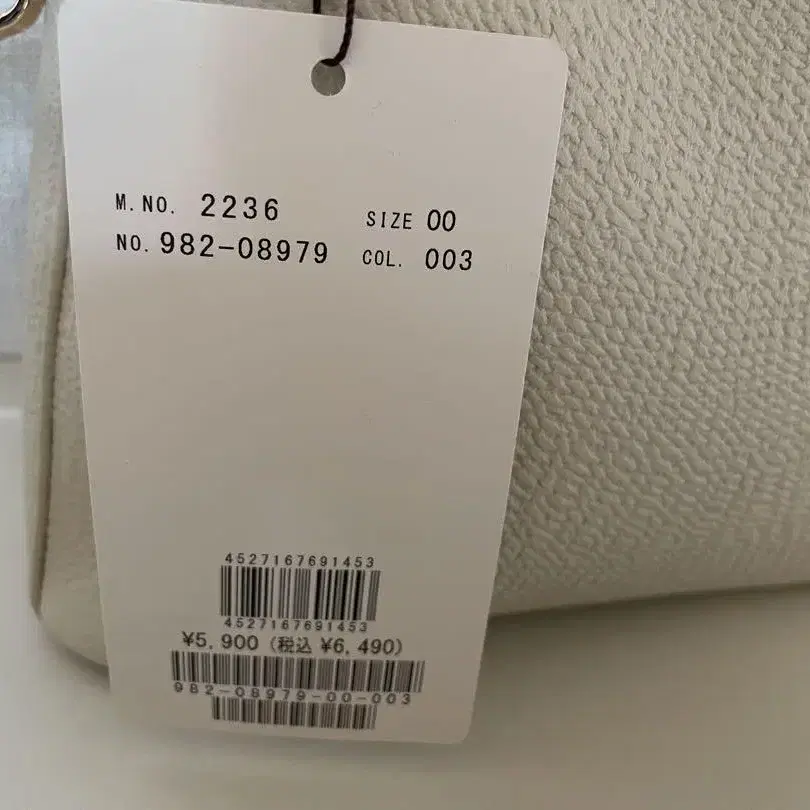 M.NO. 2236 SIZE 00
NO. 982-08979 COL. 003
4527167691453
4527167691453
¥5,900 (税込 ¥6,490)
982-08979-00-003